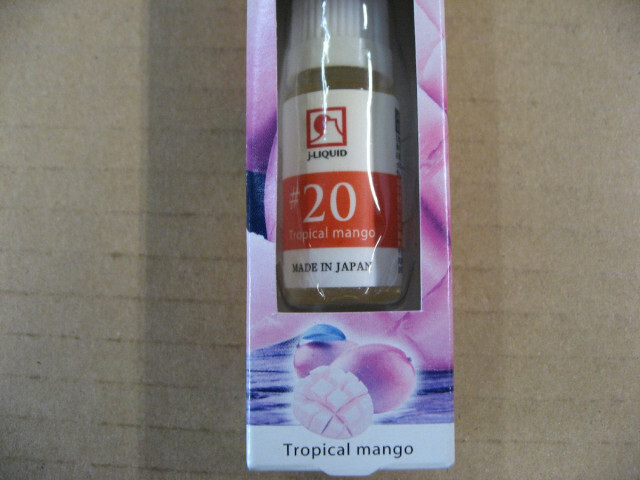 j-LIQUID
#20
Tropical mango
MADE IN JAPAN
Tropical mango